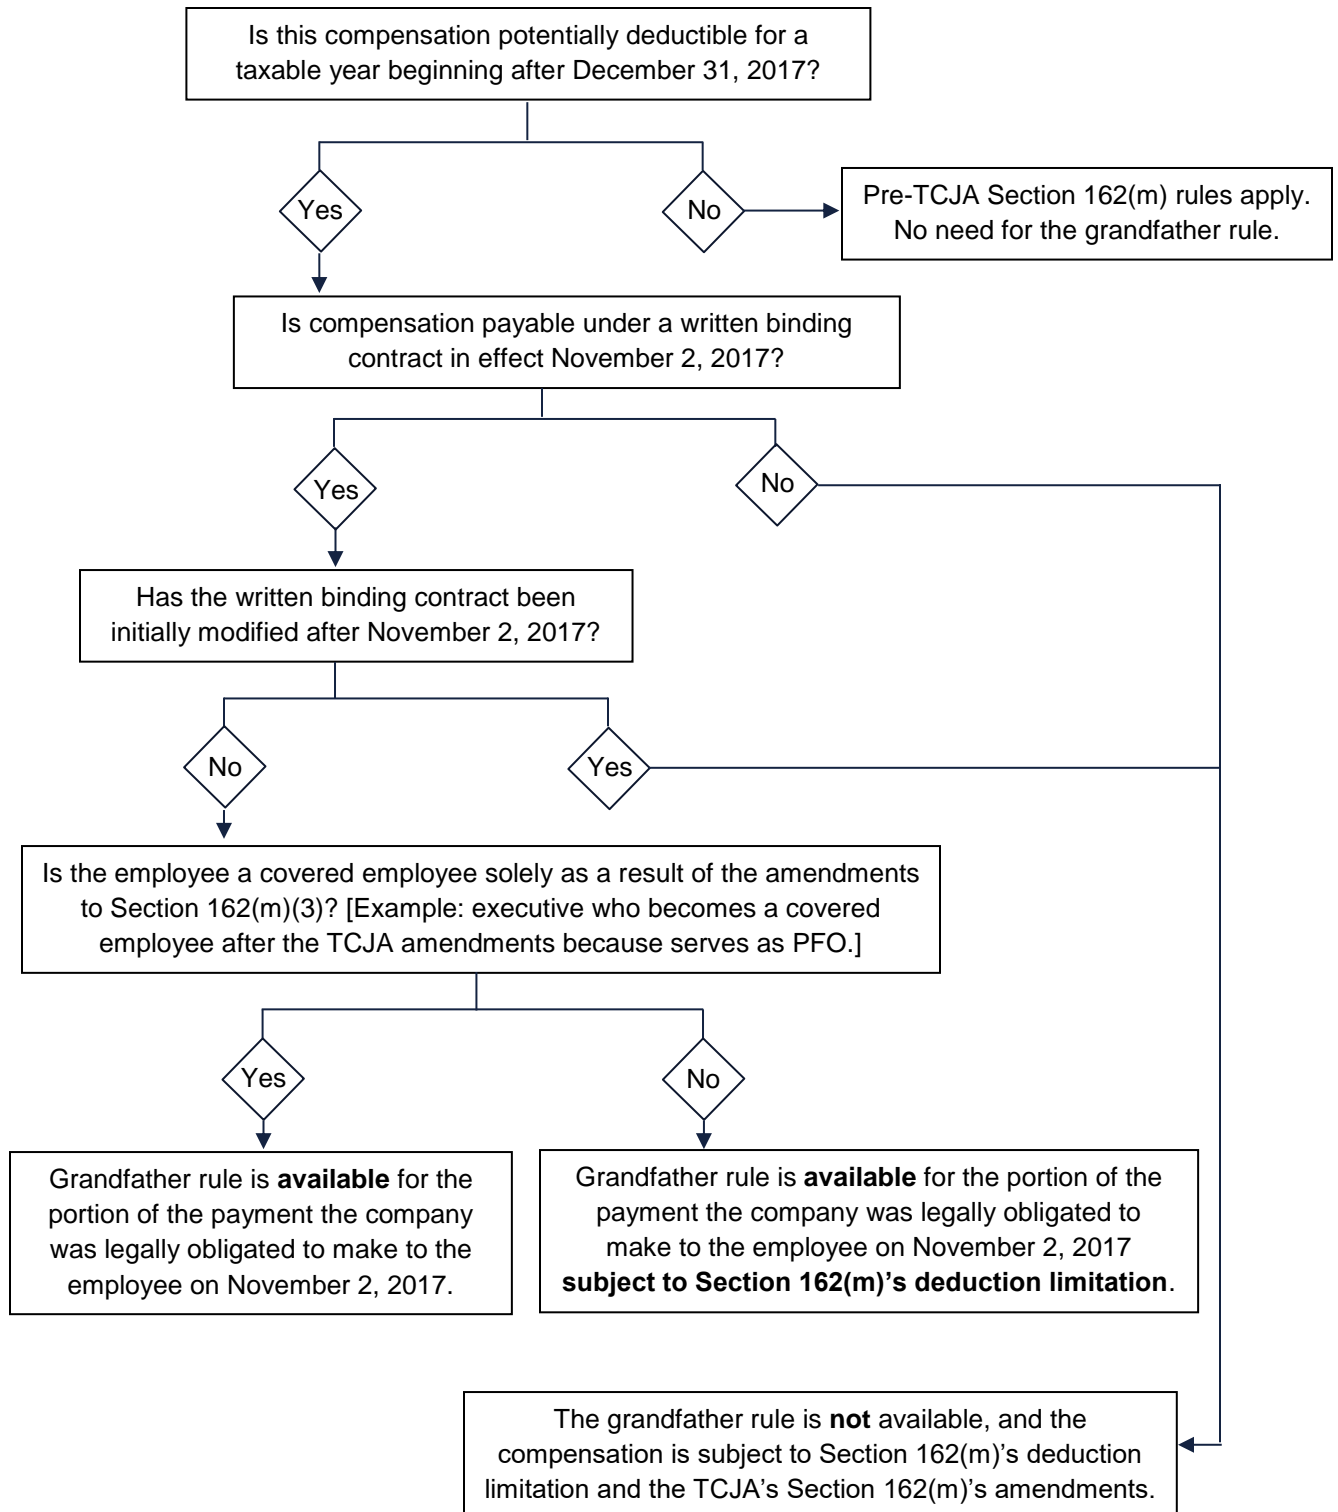 Is this compensation potentially deductible for a
taxable year beginning after December 31, 2017?
Yes
No
Pre-TCJA Section 162(m) rules apply.
No need for the grandfather rule.
Is compensation payable under a written binding
contract in effect November 2, 2017?
Yes
No
Has the written binding contract been
initially modified after November 2, 2017?
No
Yes
Is the employee a covered employee solely as a result of the amendments
to Section 162(m)(3)? [Example: executive who becomes a covered
employee after the TCJA amendments because serves as PFO.]
Yes
No
Grandfather rule is available for the
portion of the payment the company
was legally obligated to make to the
employee on November 2, 2017.
Grandfather rule is available for the portion of the
payment the company was legally obligated to
make to the employee on November 2, 2017
subject to Section 162(m)’s deduction limitation.
The grandfather rule is not available, and the
compensation is subject to Section 162(m)’s deduction
limitation and the TCJA’s Section 162(m)’s amendments.